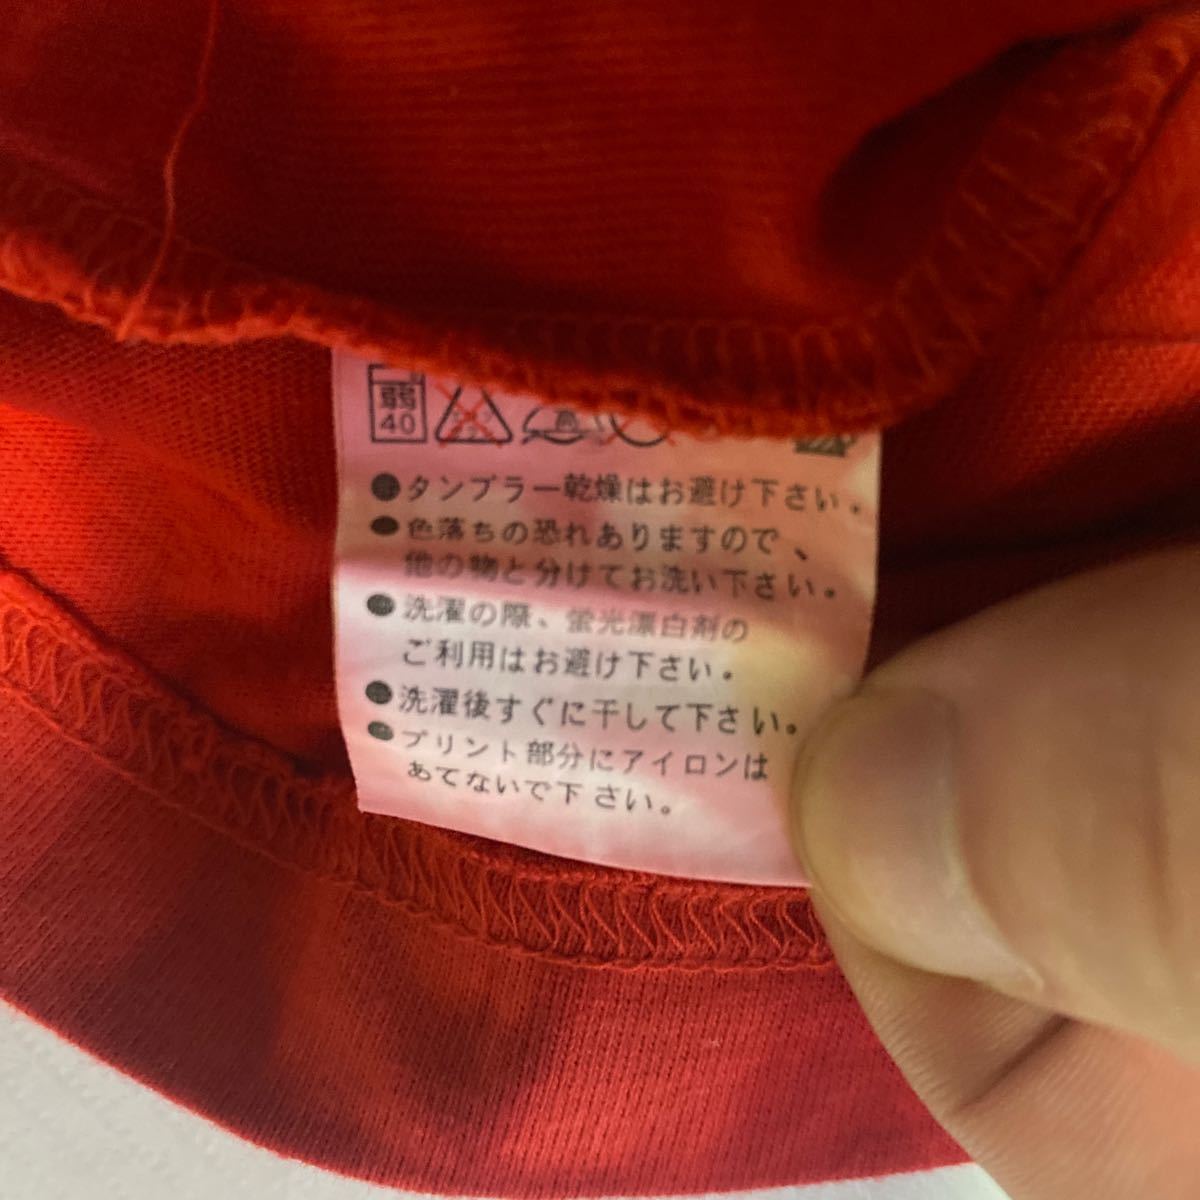 弱
40
●タンブラー乾燥はお避け下さい。
●色落ちの恐れありますので、
他の物と分けてお洗い下さい。
●洗濯の際、蛍光漂白剤の
ご利用はお避け下さい。
●洗濯後すぐに干して下さい。
●プリント部分にアイロンは
あてないで下さい。